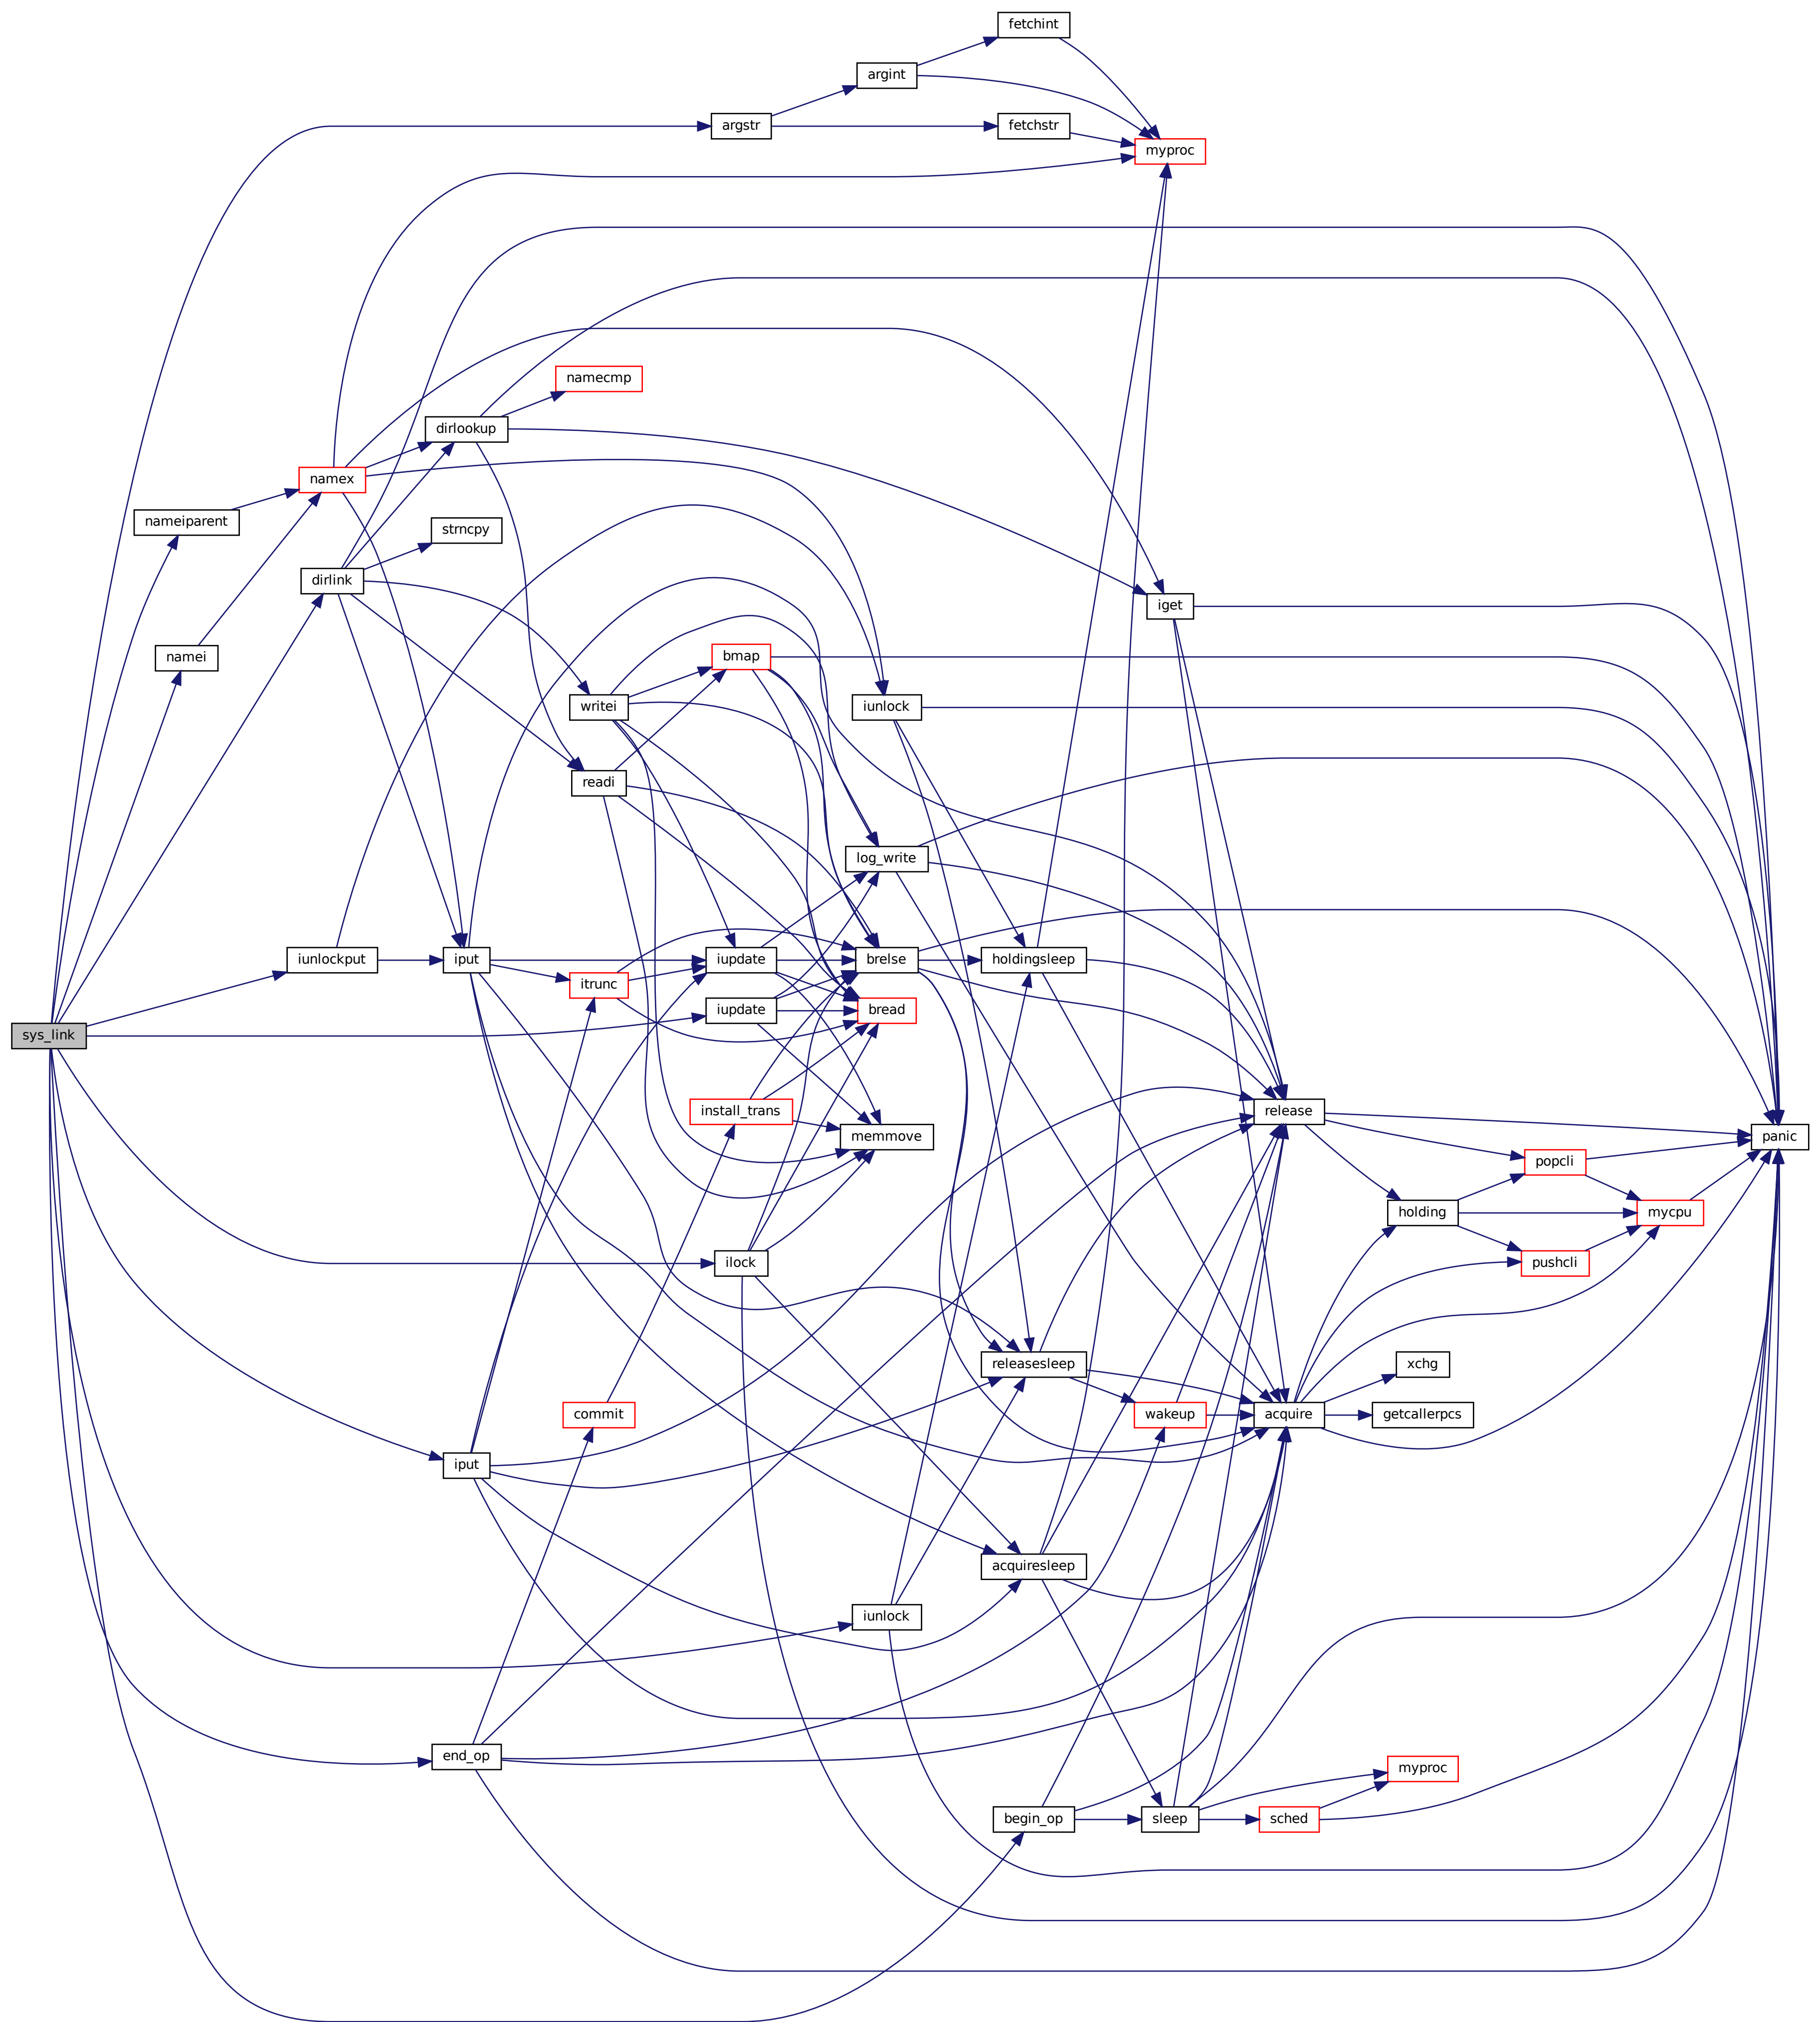 fetchint
argint
argstr
fetchstr
myproc
namecmp
dirlookup
namex
nameiparent
strncpy
dirlink
iget
namei
bmap
writei
iunlock
readi
log_write
iunlockput
iput
iupdate
brelse
holdingsleep
itrunc
iupdate
bread
sys_link
install_trans
release
memmove
panic
popcli
holding
mycpu
ilock
pushcli
releasesleep
xchg
commit
wakeup
acquire
getcallerpcs
iput
acquiresleep
iunlock
end_op
myproc
begin_op
sleep
sched